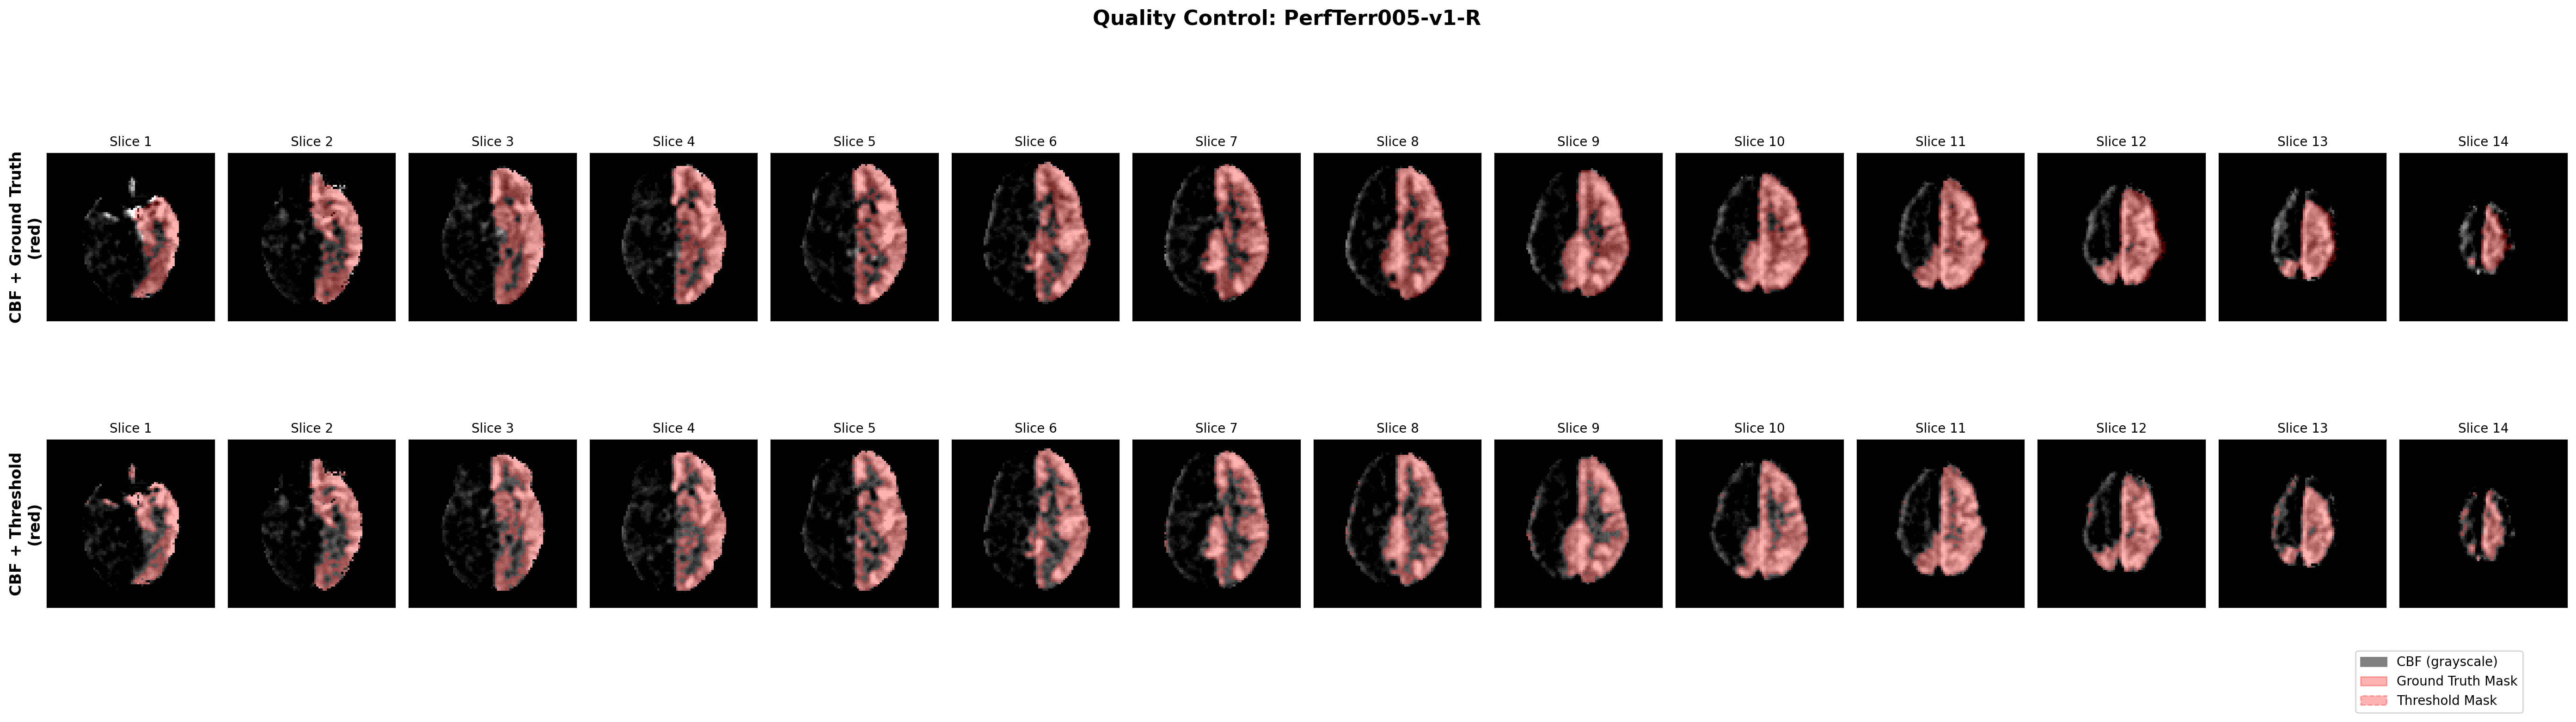 Quality Control: PerfTerr005-v1-R
CBF + Ground Truth
(red)
Slice 1
Slice 2
Slice 3
Slice 4
Slice 5
Slice 6
Slice 7
Slice 8
Slice 9
Slice 10
Slice 11
Slice 12
Slice 13
Slice 14
CBF + Threshold
(red)
Slice 1
Slice 2
Slice 3
Slice 4
Slice 5
Slice 6
Slice 7
Slice 8
Slice 9
Slice 10
Slice 11
Slice 12
Slice 13
Slice 14
CBF (grayscale)
Ground Truth Mask
Threshold Mask